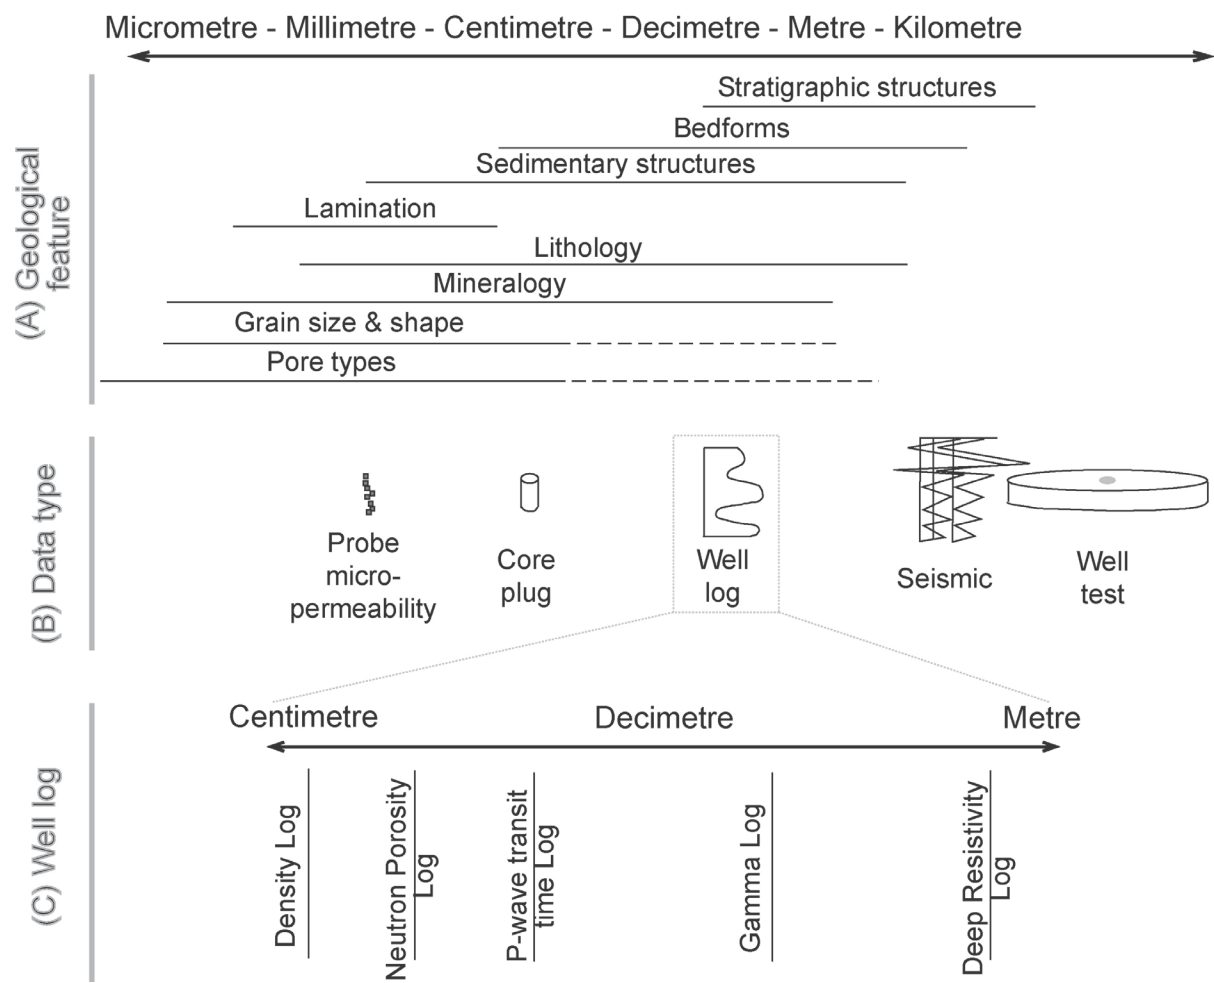 Micrometre - Millimetre - Centimetre - Decimetre - Metre - Kilometre
(A) Geological
feature
Stratigraphic structures
Bedforms
Sedimentary structures
Lamination
Lithology
Mineralogy
Grain size & shape
Pore types
(B) Data type
Probe
micro-
permeability
Core
plug
Well
log
Seismic
Well
test
(C) Well log
Centimetre
Decimetre
Metre
Density Log
Neutron Porosity
Log
P-wave transit
time Log
Gamma Log
Deep Resistivity
Log